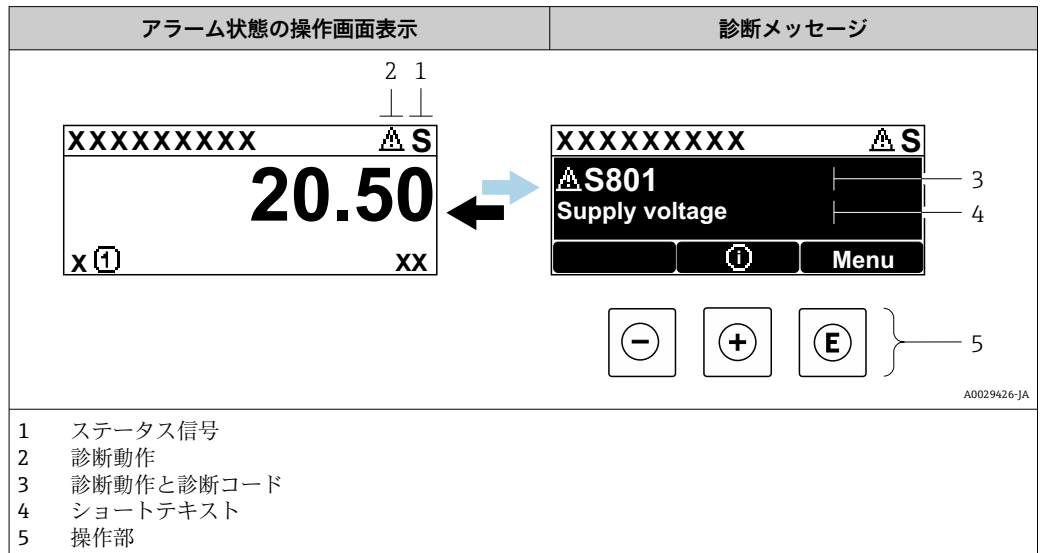 アラーム状態の操作画面表示 診断メッセージ
2 1
XXXXXXXXX S
20.50
X 1 XX
XXXXXXXXX S
S801 3
Supply voltage 4
i Menu
- + E 5
A0029426-JA
1 ステータス信号
2 診断動作
3 診断動作と診断コード
4 ショートテキスト
5 操作部